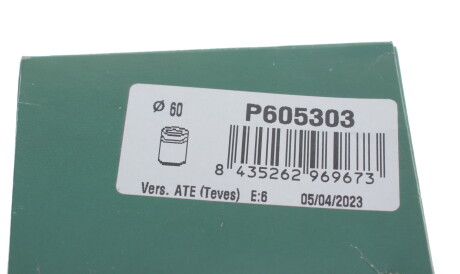 Ø 60 P605303
8 435262 969673
Vers. ATE (Teves) E:6 05/04/2023